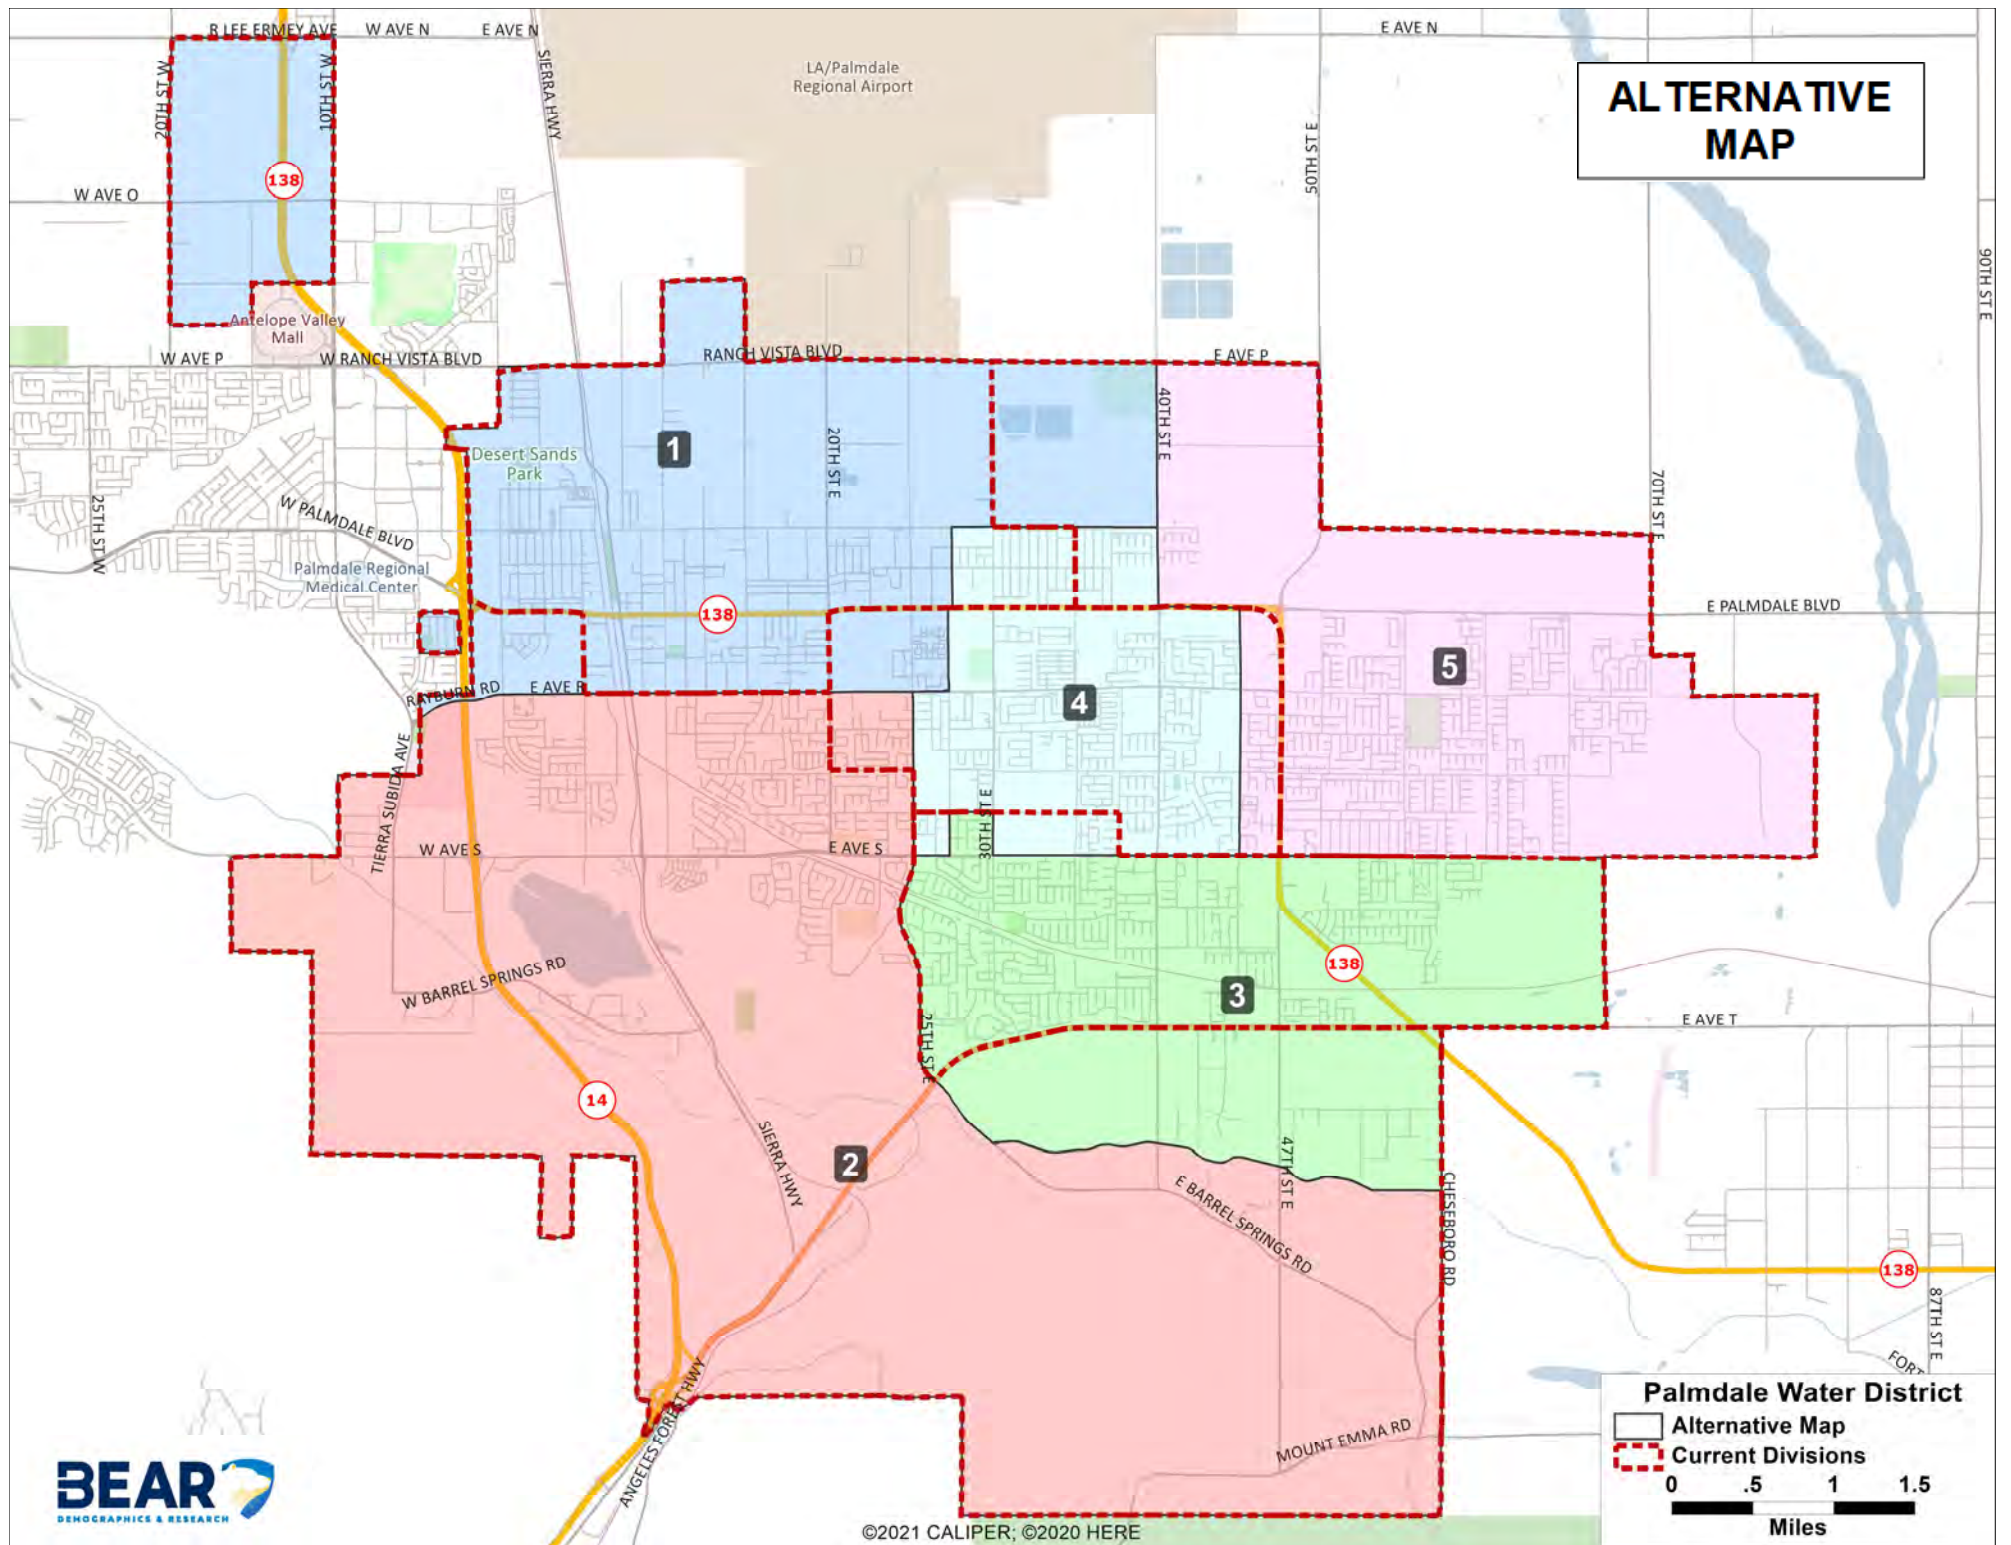 R LEE ERMEY AVE
W AVE N
E AVE N
E AVE N
LA/Palmdale
Regional Airport
ALTERNATIVE
MAP
20TH ST W
10TH ST W
SIERRA HWY
50TH ST E
138
W AVE O
90TH ST E
Antelope Valley
Mall
W AVE P
W RANCH VISTA BLVD
RANCH VISTA BLVD
E AVE P
40TH ST E
1
Desert Sands
Park
20TH ST E
70TH ST E
25TH ST W
W PALMDALE BLVD
Palmdale Regional
Medical Center
138
E PALMDALE BLVD
5
RAYBURN RD
E AVE R
4
TIERRA SUBIDA AVE
30TH ST E
W AVE S
E AVE S
W BARREL SPRINGS RD
138
3
25TH ST E
E AVE T
14
SIERRA HWY
2
47TH ST E
E BARREL SPRINGS RD
CHESEBORO RD
138
87TH ST E
FORT
ANGELES FOREST HWY
MOUNT EMMA RD
Palmdale Water District
Alternative Map
Current Divisions
0 .5 1 1.5
Miles
BEAR
DEMOGRAPHICS & RESEARCH
©2021 CALIPER; ©2020 HERE